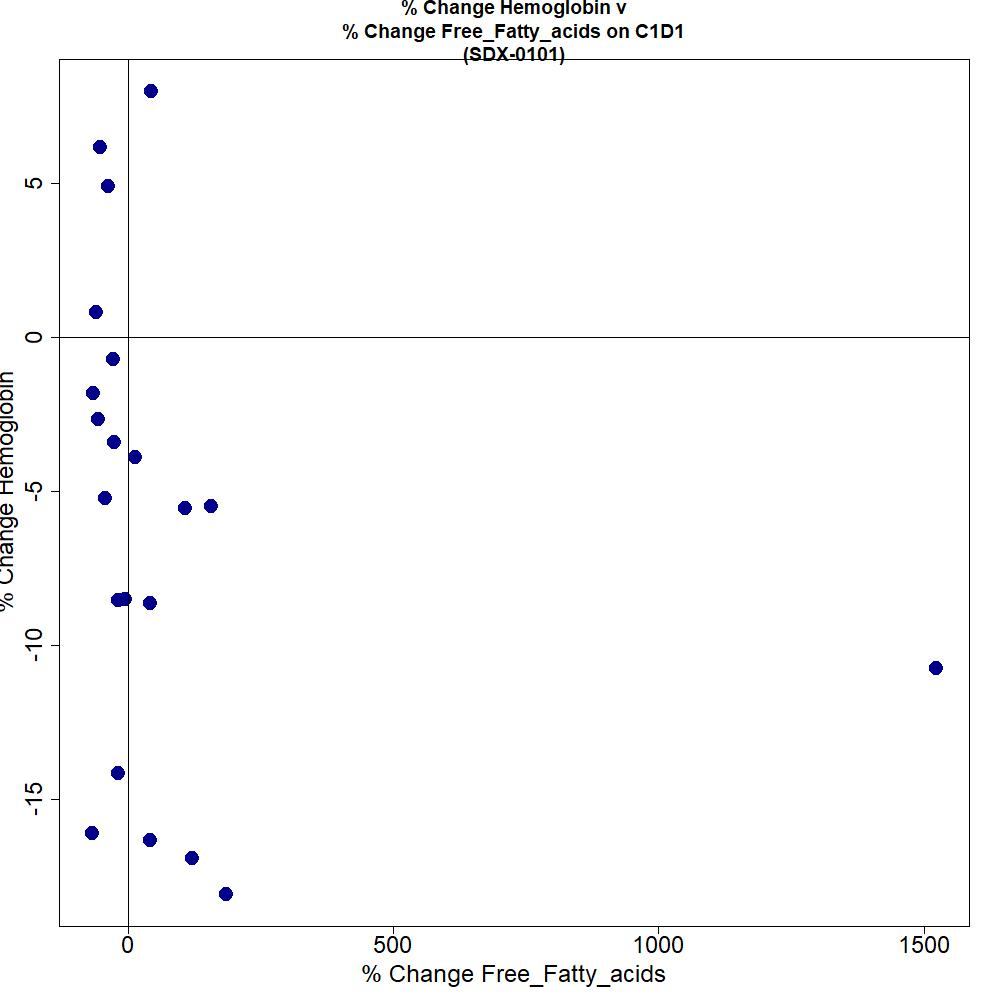 % Change Hemoglobin v
% Change Free_Fatty_acids on C1D1
(SDX-0101)
% Change Hemoglobin
5
0
-5
-10
-15
0
500
1000
1500
% Change Free_Fatty_acids